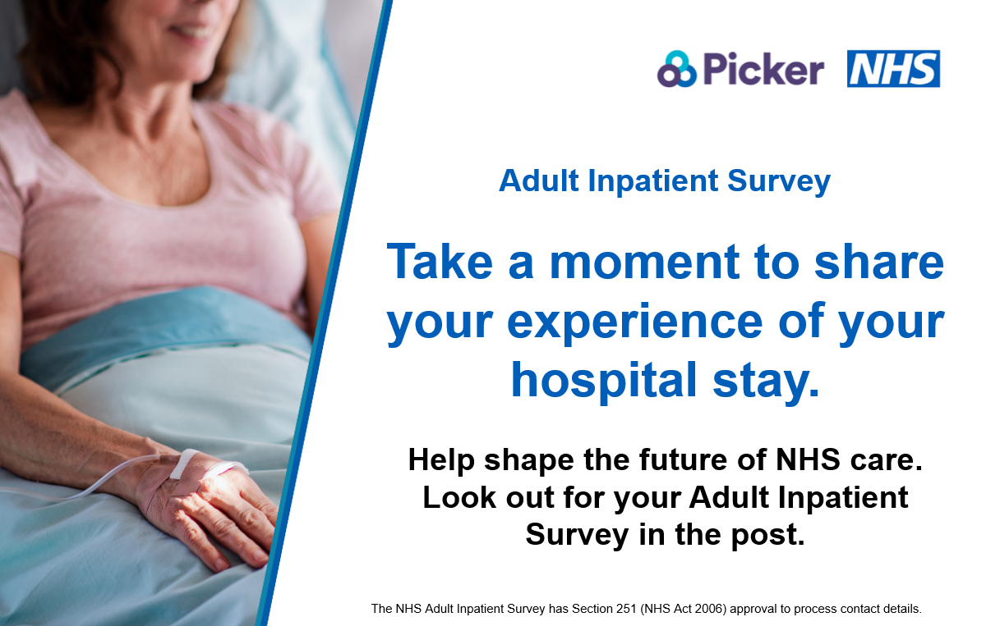 Picker NHS
Adult Inpatient Survey
Take a moment to share
your experience of your
hospital stay.
Help shape the future of NHS care.
Look out for your Adult Inpatient
Survey in the post.
The NHS Adult Inpatient Survey has Section 251 (NHS Act 2006) approval to process contact details.